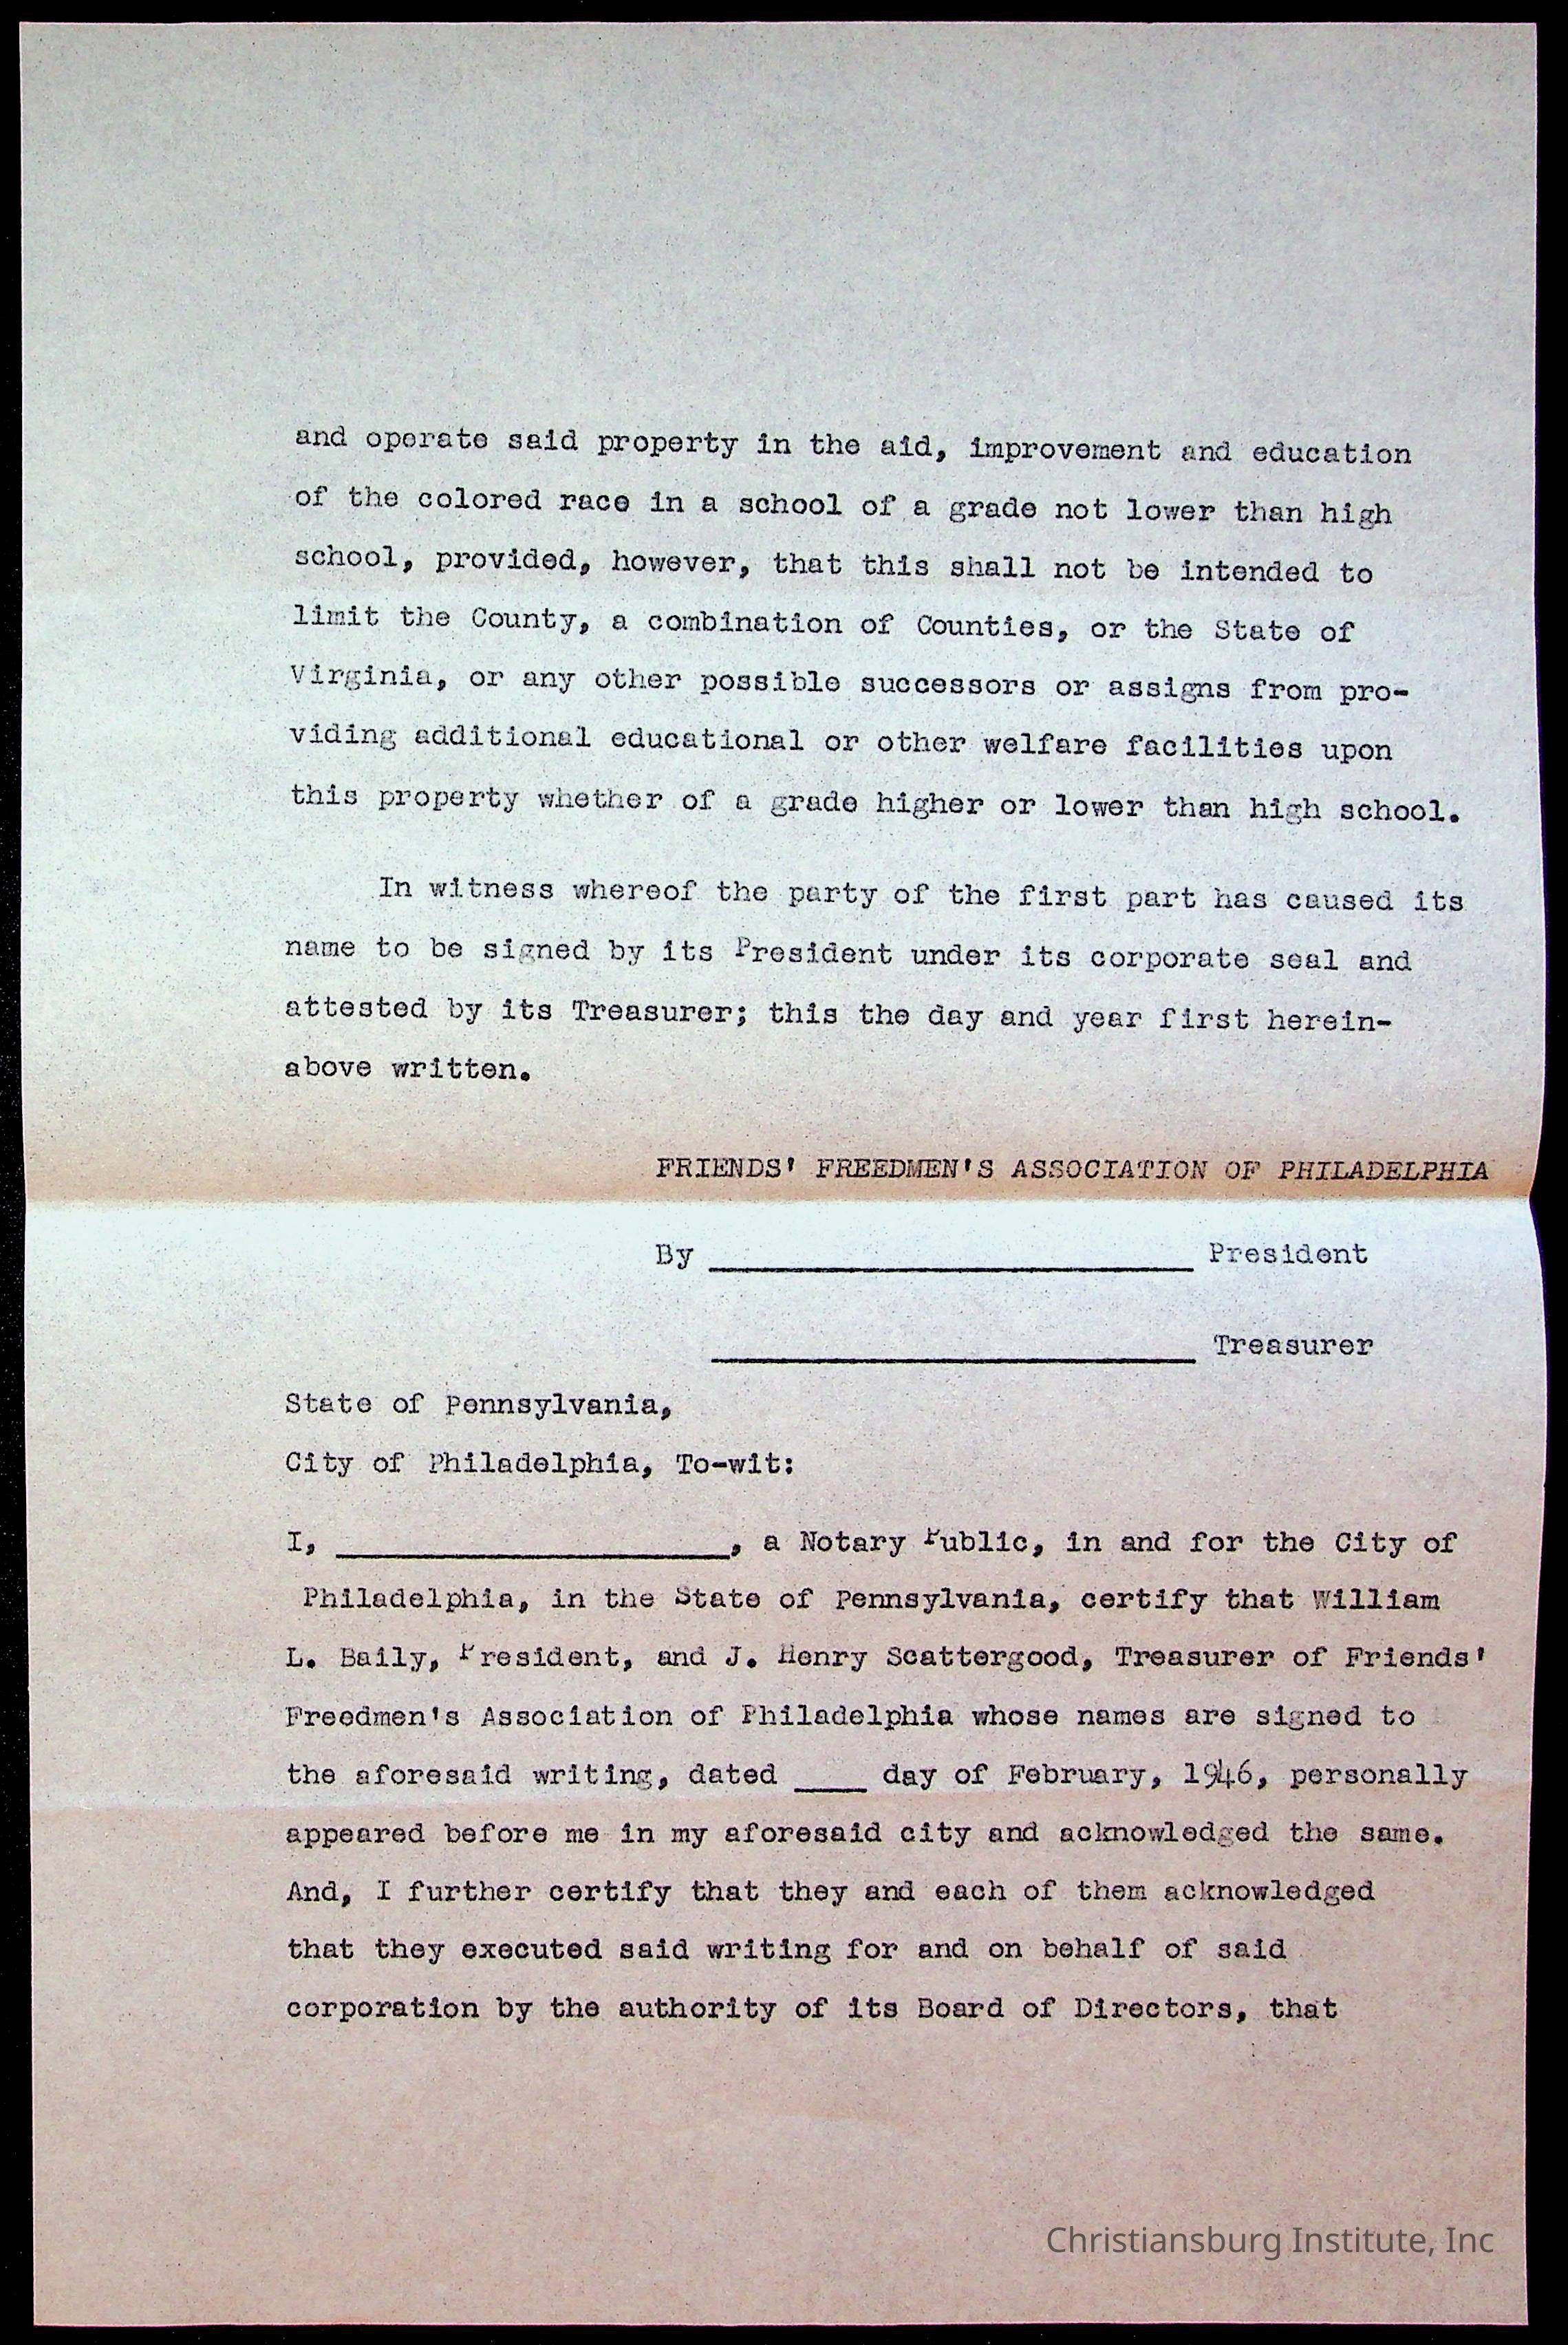 and operate said property in the aid, improvement and education
of the colored race in a school of a grade not lower than high
school, provided, however, that this shall not be intended to
limit the County, a combination of Counties, or the State of
Virginia, or any other possible successors or assigns from pro-
viding additional educational or other welfare facilities upon
this property whether of a grade higher or lower than high school.
In witness whereof the party of the first part has caused its
name to be signed by its President under its corporate seal and
attested by its Treasurer; this the day and year first herein-
above written.
FRIENDS' FREEDMEN'S ASSOCIATION OF PHILADELPHIA
By ____________________ President
____________________ Treasurer
State of Pennsylvania,
City of Philadelphia, To-wit:
I, ____________________, a Notary Public, in and for the City of
Philadelphia, in the State of Pennsylvania, certify that William
L. Baily, President, and J. Henry Scattergood, Treasurer of Friends'
Freedmen's Association of Philadelphia whose names are signed to
the aforesaid writing, dated ____ day of February, 1946, personally
appeared before me in my aforesaid city and acknowledged the same.
And, I further certify that they and each of them acknowledged
that they executed said writing for and on behalf of said
corporation by the authority of its Board of Directors, that
Christiansburg Institute, Inc